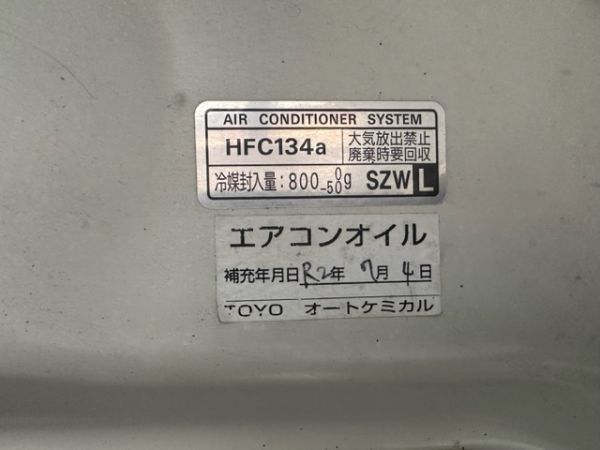 AIR CONDITIONER SYSTEM
HFC134a
大気放出禁止
廃棄時要回収
冷媒封入量:800 0/-50g SZW L
エアコンオイル
補充年月日R2年 7月 4日
TOYO オートケミカル